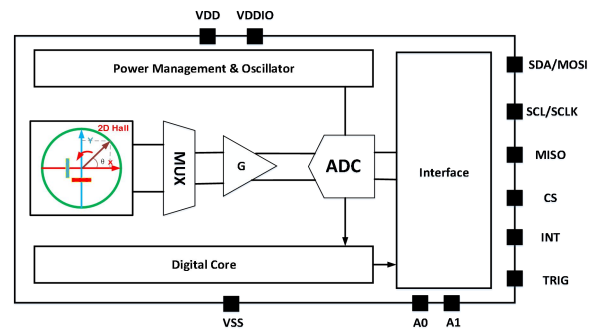 VDD VDDIO
Power Management & Oscillator
SDA/MOSI
SCL/SCLK
2D Hall
Y
θ
X
MUX
G
ADC
Interface
MISO
CS
INT
Digital Core
TRIG
VSS
A0 A1